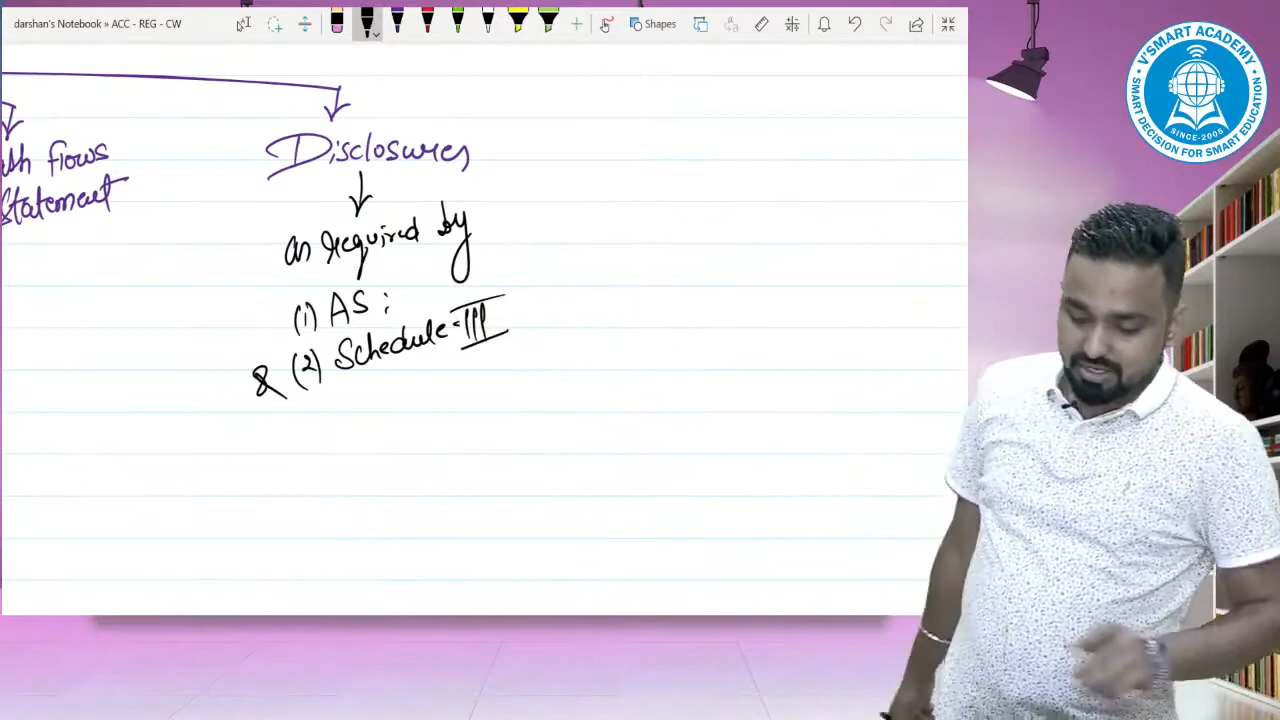 darshan's Notebook » ACC - REG - CW
Shapes
V'SMART ACADEMY
SMART DECISION FOR SMART EDUCATION
SINCE-2005
Disclosures
flows
Statement
as required by
(1) AS;
& (2) Schedule-III